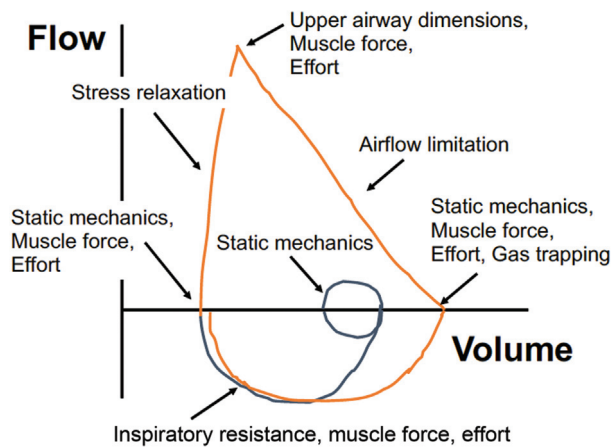 Flow
Upper airway dimensions,
Muscle force,
Effort
Stress relaxation
Airflow limitation
Static mechanics,
Muscle force,
Effort
Static mechanics
Static mechanics,
Muscle force,
Effort, Gas trapping
Volume
Inspiratory resistance, muscle force, effort